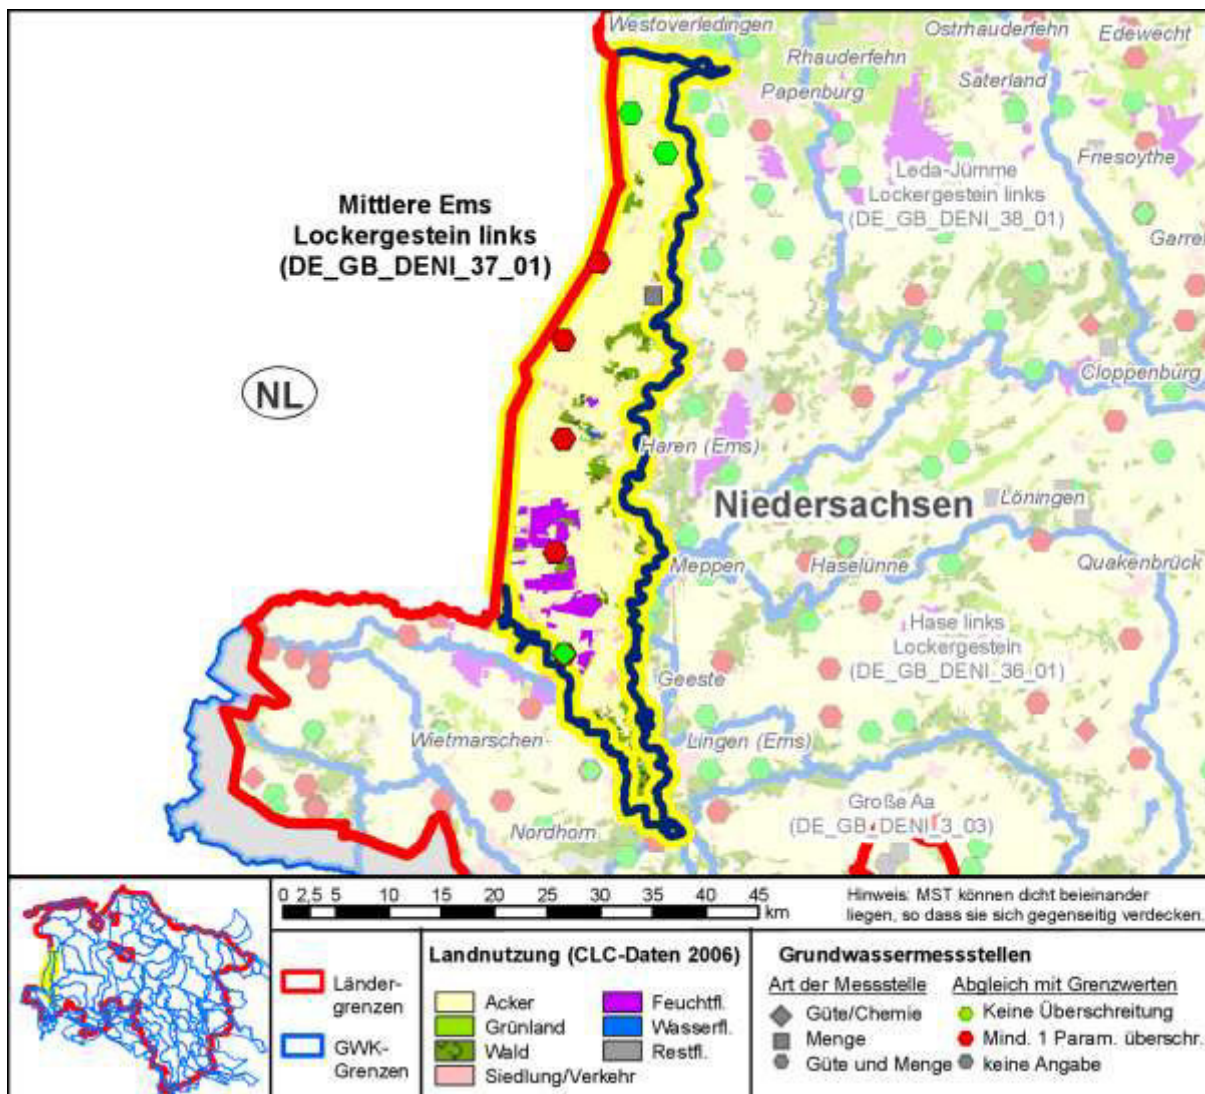 Westoverledingen
Ostrhauderfehn
Edewecht
Rhauderfehn
Saterland
Papenburg
Friesoythe
Leda-Jümme
Lockergestein links
(DE_GB_DENI_38_01)
Mittlere Ems
Lockergestein links
(DE_GB_DENI_37_01)
Garrel
NL
Cloppenburg
Haren (Ems)
Niedersachsen
Löningen
Meppen
Haselünne
Quakenbrück
Hase links
Lockergestein
(DE_GB_DENI_36_01)
Geeste
Wietmarschen-
Lingen (Ems)
Große Aa
(DE_GB_DENI_3_03)
Nordhorn
0 2,5 5 10 15 20 25 30 35 40 45
km
Hinweis: MST können dicht beieinander
liegen, so dass sie sich gegenseitig verdecken.
Länder-
grenzen
GWK-
Grenzen
Landnutzung (CLC-Daten 2006)
Acker
Grünland
Wald
Siedlung/Verkehr
Feuchtfl.
Wasserfl.
Restfl.
Grundwassermessstellen
Art der Messstelle
Güte/Chemie
Menge
Güte und Menge
Abgleich mit Grenzwerten
Keine Überschreitung
Mind. 1 Param. überschr.
keine Angabe